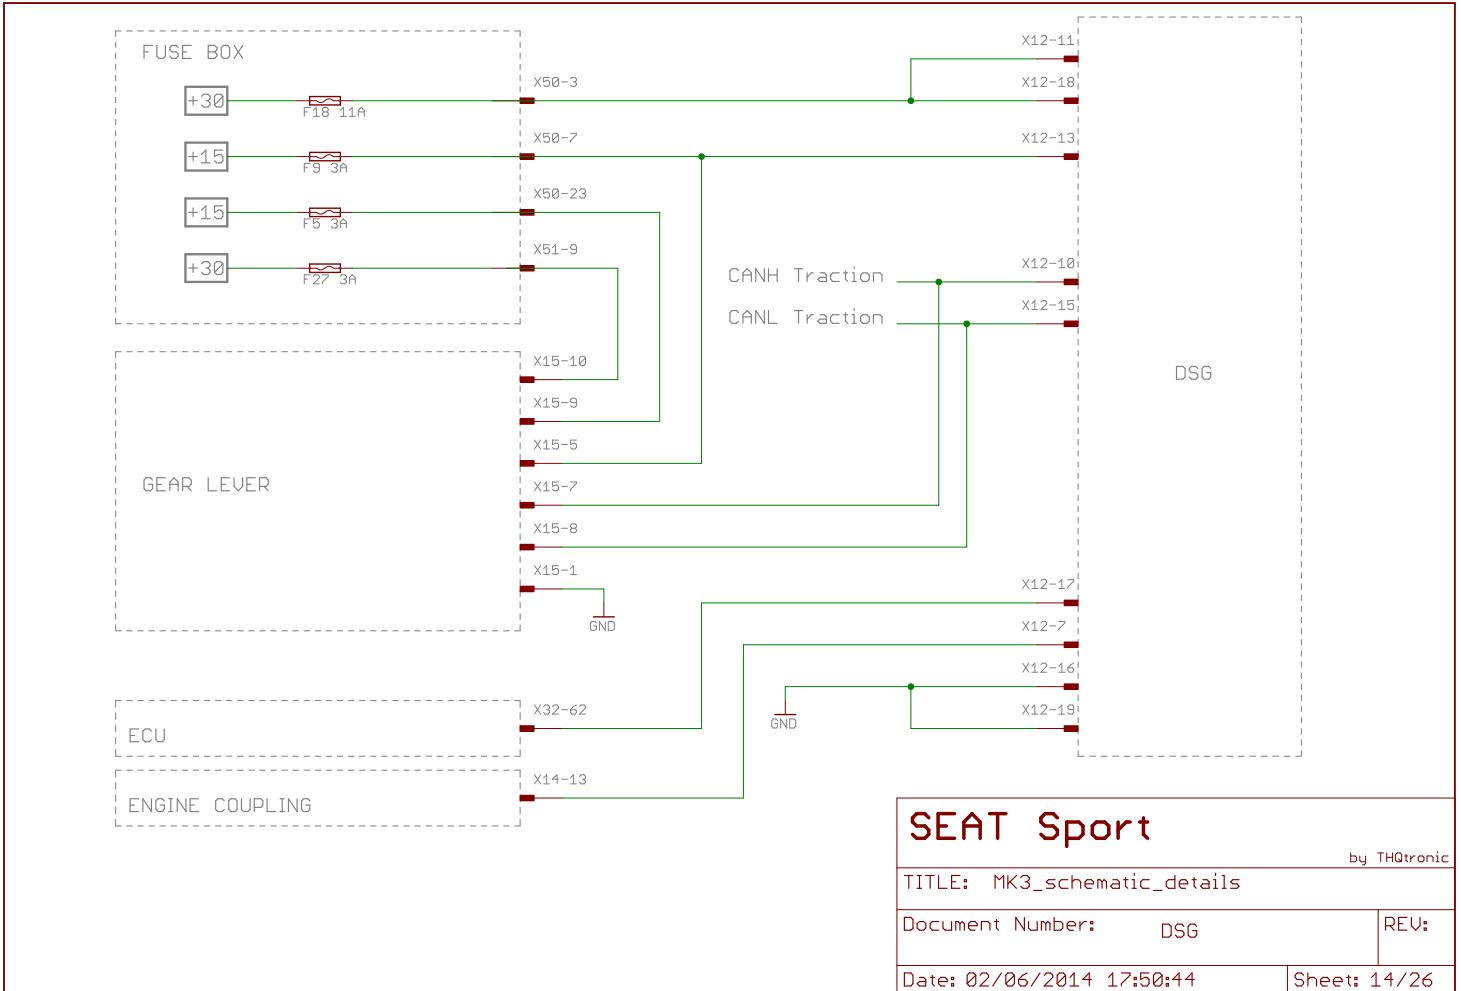 FUSE BOX
+30
F18 11A
X50-3
+15
F9 3A
X50-7
+15
F5 3A
X50-23
+30
F27 3A
X51-9
GEAR LEVER
X15-10
X15-9
X15-5
X15-7
X15-8
X15-1
GND
ECU
X32-62
ENGINE COUPLING
X14-13
CANH Traction
CANL Traction
GND
X12-11
X12-18
X12-13
X12-10
X12-15
DSG
X12-17
X12-7
X12-16
X12-19
SEAT Sport
by THQtronic
TITLE: MK3_schematic_details
Document Number: DSG
REV:
Date: 02/06/2014 17:50:44
Sheet: 14/26